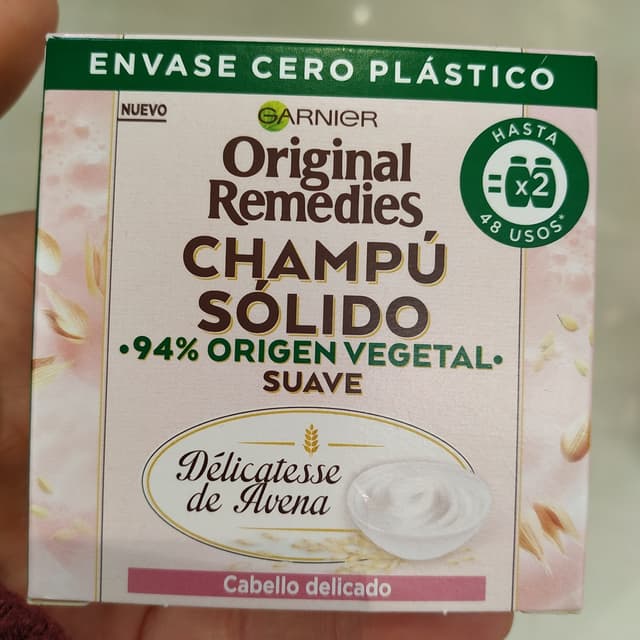 ENVASE CERO PLÁSTICO
NUEVO
GARNIER
Original
Remedies
HASTA
=x2
48 USOS*
CHAMPÚ
SÓLIDO
•94% ORIGEN VEGETAL•
SUAVE
Délicatesse
de Avena
Cabello delicado